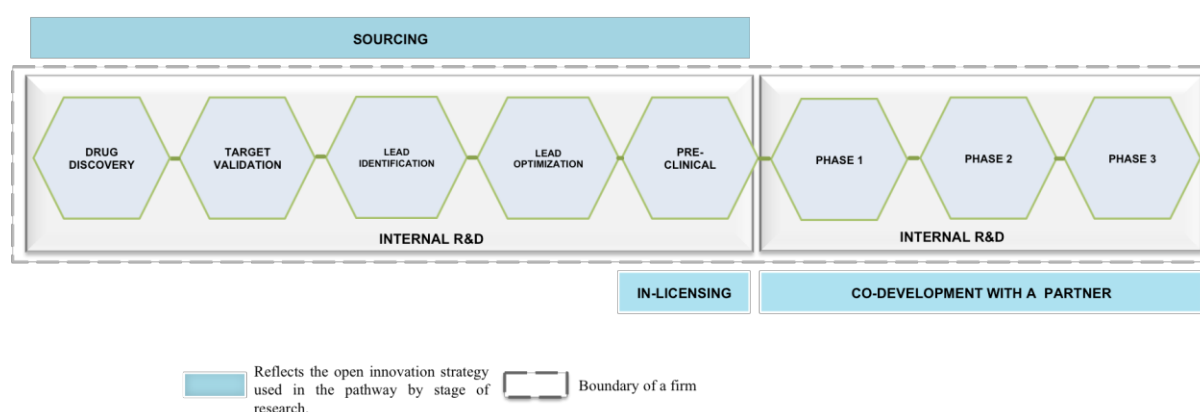 SOURCING
DRUG
DISCOVERY
TARGET
VALIDATION
LEAD
IDENTIFICATION
LEAD
OPTIMIZATION
PRE-
CLINICAL
PHASE 1
PHASE 2
PHASE 3
INTERNAL R&D
INTERNAL R&D
IN-LICENSING
CO-DEVELOPMENT WITH A PARTNER
Reflects the open innovation strategy
used in the pathway by stage of
research.
Boundary of a firm